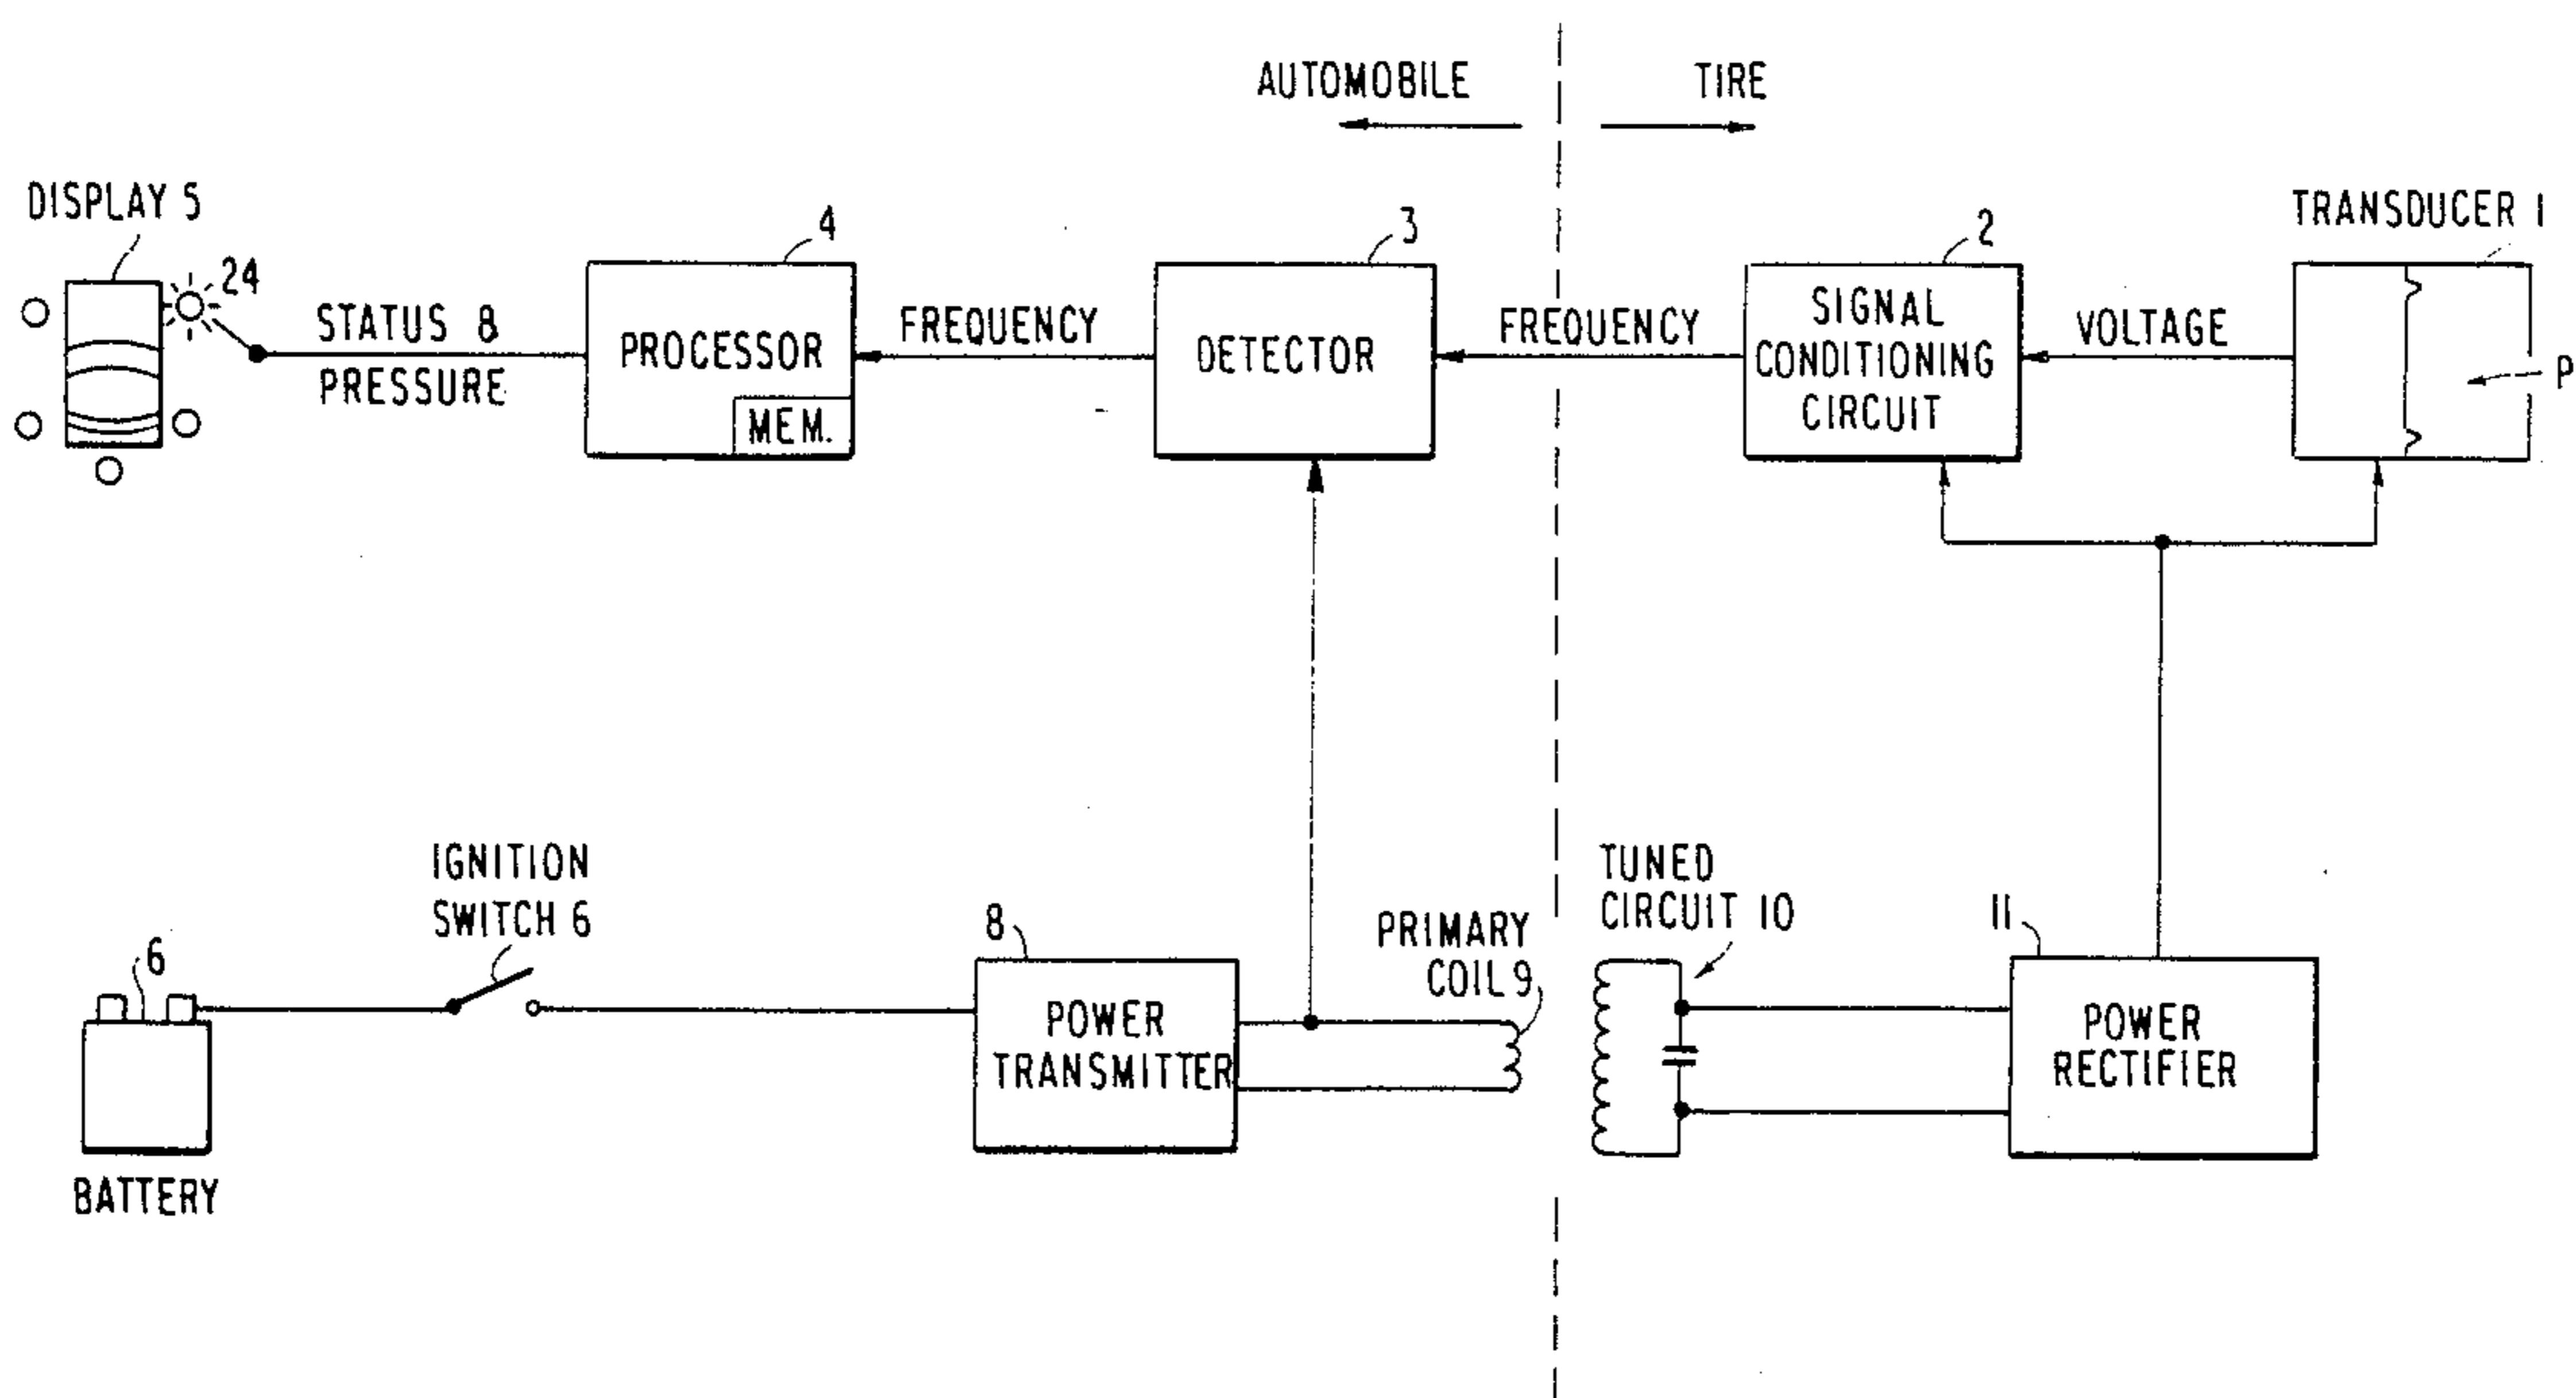 AUTOMOBILE
TIRE
DISPLAY 5
24
STATUS 8
PRESSURE
4
PROCESSOR
MEM.
FREQUENCY
3
DETECTOR
FREQUENCY
2
SIGNAL
CONDITIONING
CIRCUIT
VOLTAGE
TRANSDUCER 1
P
6
BATTERY
IGNITION
SWITCH 6
8
POWER
TRANSMITTER
PRIMARY
COIL 9
TUNED
CIRCUIT 10
11
POWER
RECTIFIER